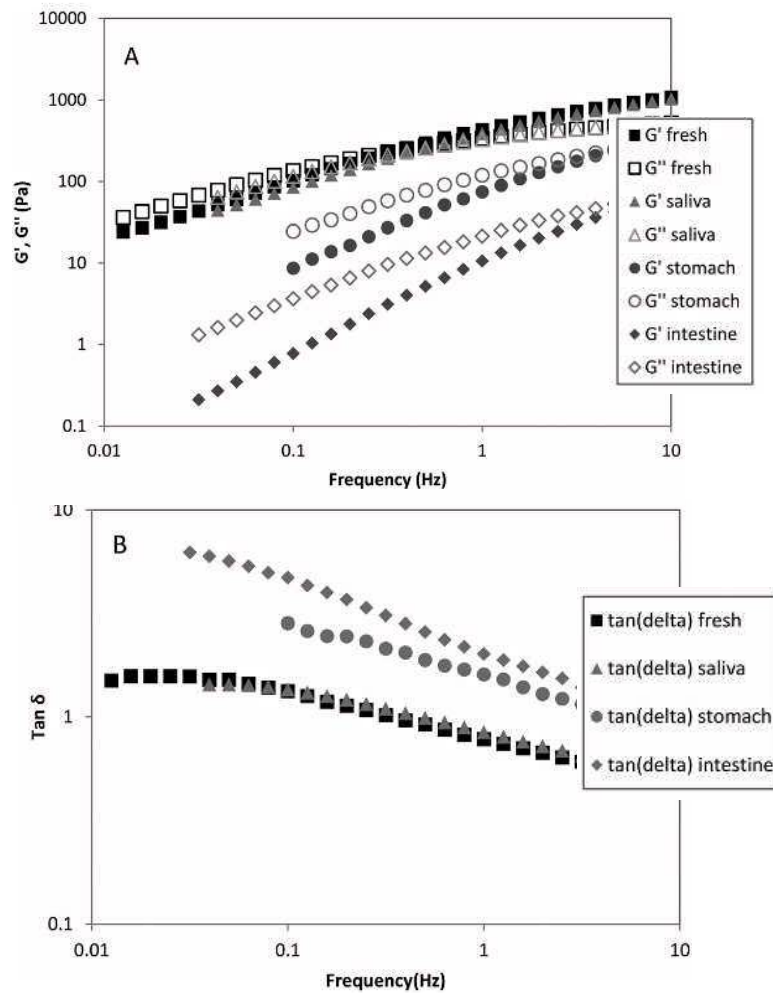 10000
A
1000
100
10
1
0.1
G', G'' (Pa)
0.01
0.1
1
10
Frequency (Hz)
G' fresh
G'' fresh
G' saliva
G'' saliva
G' stomach
G'' stomach
G' intestine
G'' intestine
10
B
1
0.1
Tan δ
0.01
0.1
1
10
Frequency(Hz)
tan(delta) fresh
tan(delta) saliva
tan(delta) stomach
tan(delta) intestine